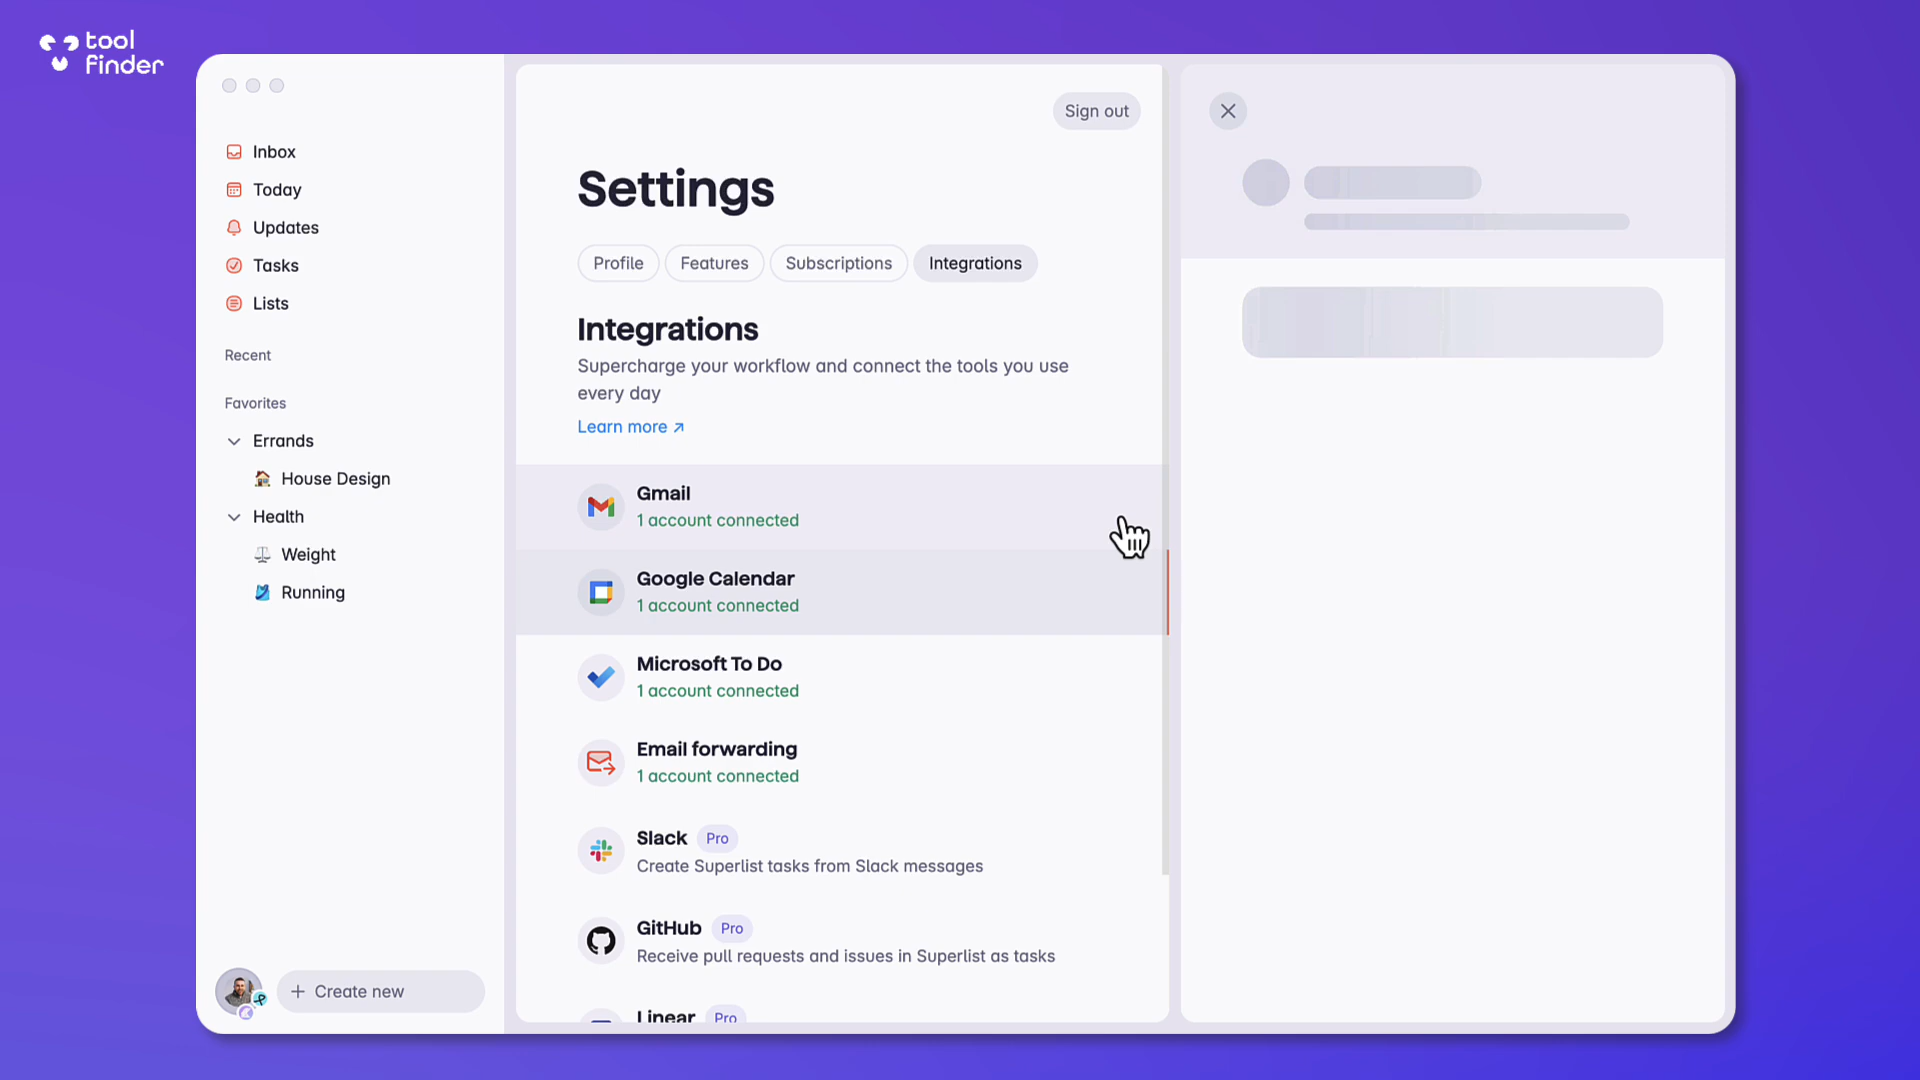 tool
finder
Inbox
Today
Updates
Tasks
Lists
Recent
Favorites
Errands
House Design
Health
Weight
Running
Create new
Sign out
Settings
Profile
Features
Subscriptions
Integrations
Integrations
Supercharge your workflow and connect the tools you use
every day
Learn more
Gmail
1 account connected
Google Calendar
1 account connected
Microsoft To Do
1 account connected
Email forwarding
1 account connected
Slack Pro
Create Superlist tasks from Slack messages
GitHub Pro
Receive pull requests and issues in Superlist as tasks
Linear Pro